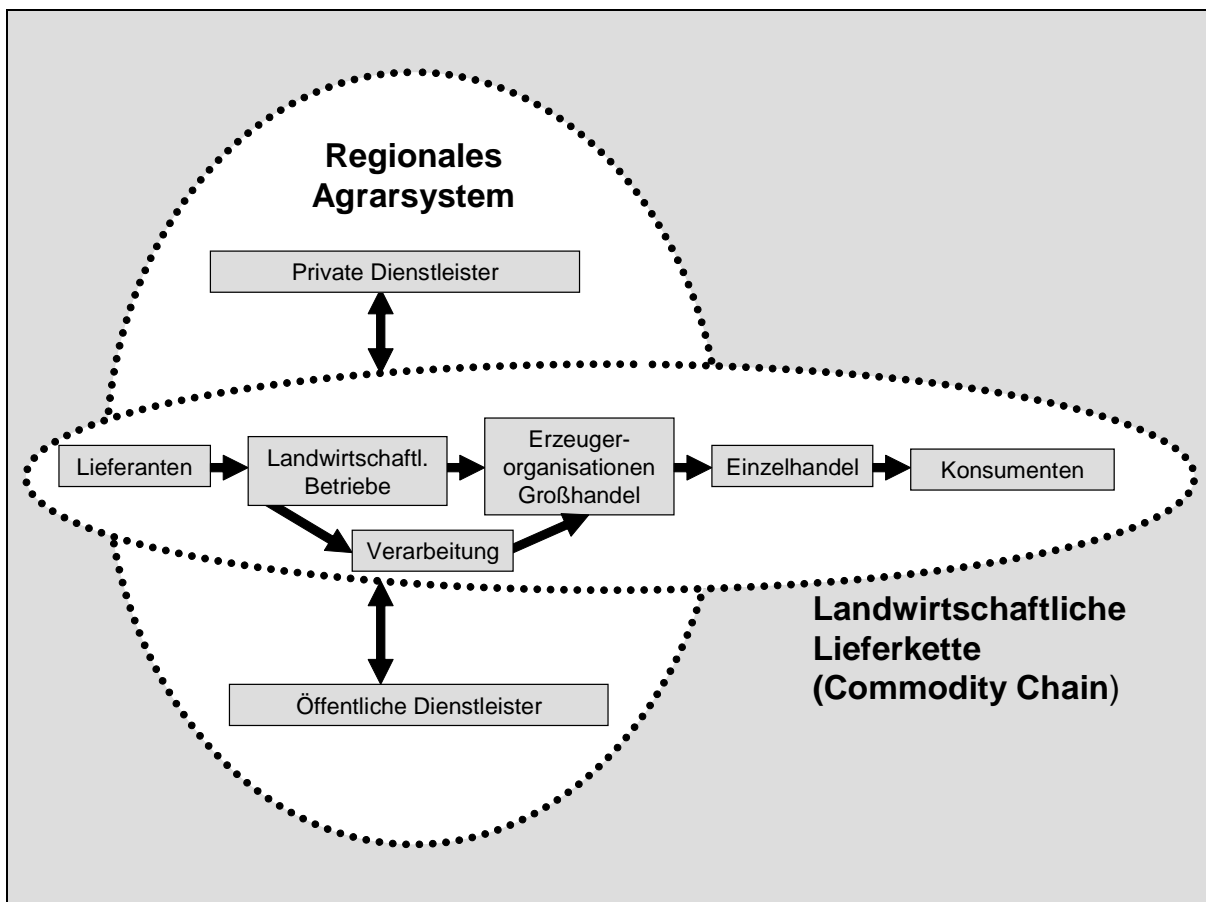 Regionales
Agrarsystem
Private Dienstleister
Lieferanten
Landwirtschaftl.
Betriebe
Erzeuger-
organisationen
Großhandel
Einzelhandel
Konsumenten
Verarbeitung
Landwirtschaftliche
Lieferkette
(Commodity Chain)
Öffentliche Dienstleister